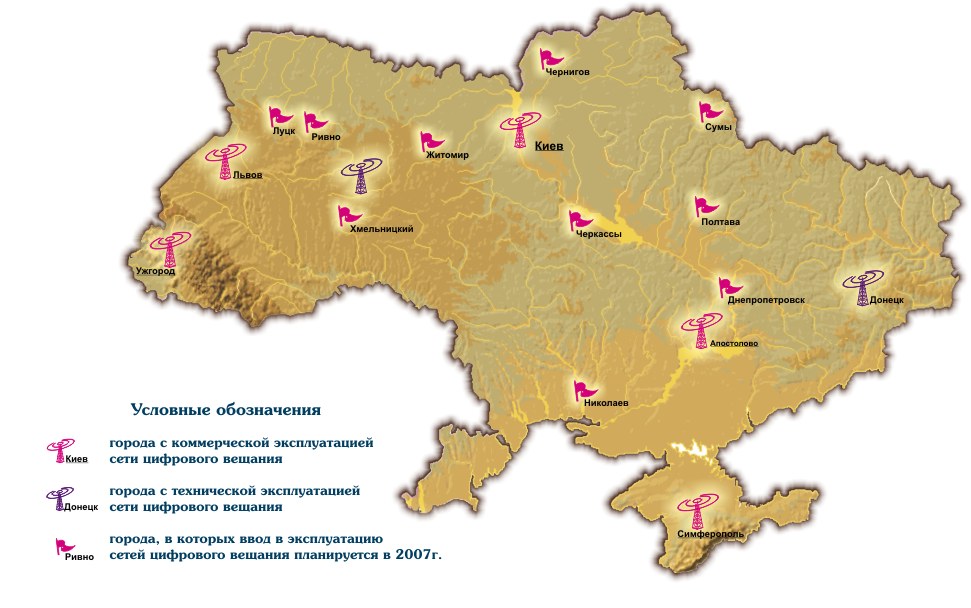 Чернигов
Луцк
Ривно
Сумы
Киев
Житомир
Львов
Хмельницкий
Черкассы
Полтава
Ужгород
Днепропетровск
Донецк
Апостолово
Николаев
Симферополь
Условные обозначения
Киев
города с коммерческой эксплуатацией
сети цифрового вещания
Донецк
города с технической эксплуатацией
сети цифрового вещания
Ривно
города, в которых ввод в эксплуатацию
сетей цифрового вещания планируется в 2007г.